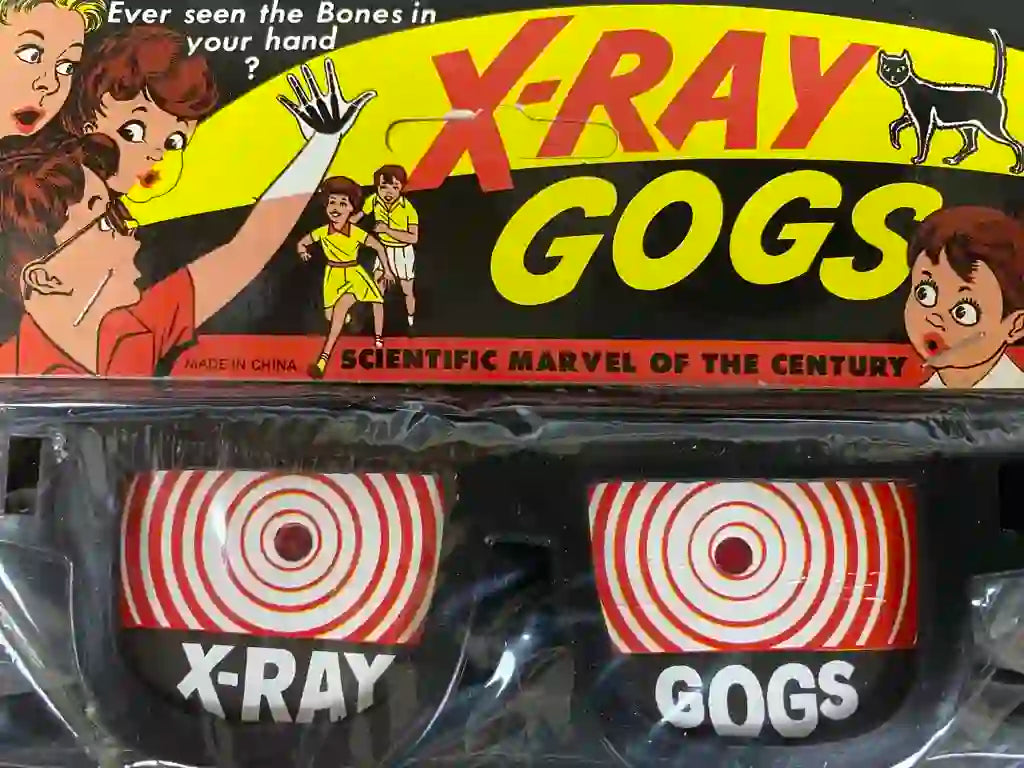 Ever seen the Bones in
your hand
?
X-RAY
GOGS
MADE IN CHINA
SCIENTIFIC MARVEL OF THE CENTURY
X-RAY
GOGS